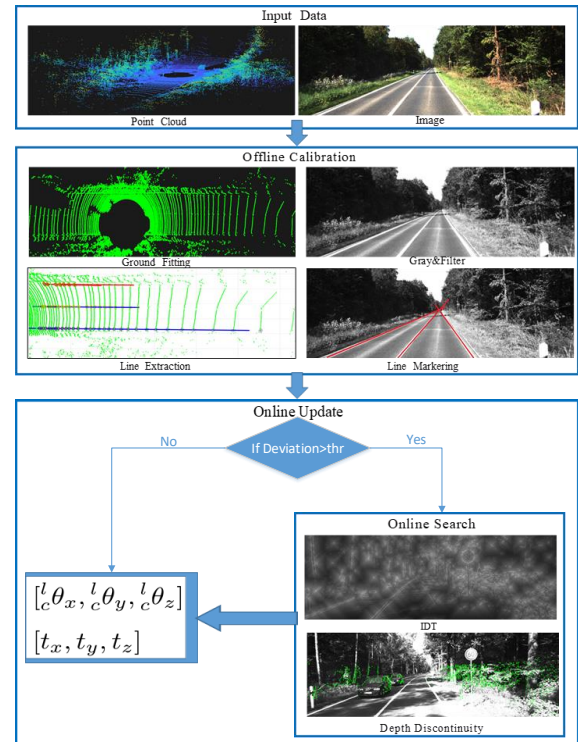 Input Data
Point Cloud
Image
Offline Calibration
Ground Fitting
Gray&Filter
Line Extraction
Line Markering
Online Update
No
If Deviation>thr
Yes
Online Search
[^l_cθ_x, ^l_cθ_y, ^l_cθ_z]
[t_x, t_y, t_z]
IDT
Depth Discontinuity